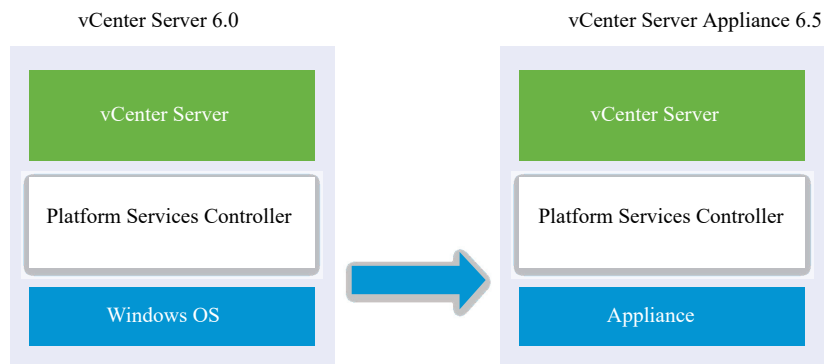 vCenter Server 6.0
vCenter Server
Platform Services Controller
Windows OS
vCenter Server Appliance 6.5
vCenter Server
Platform Services Controller
Appliance